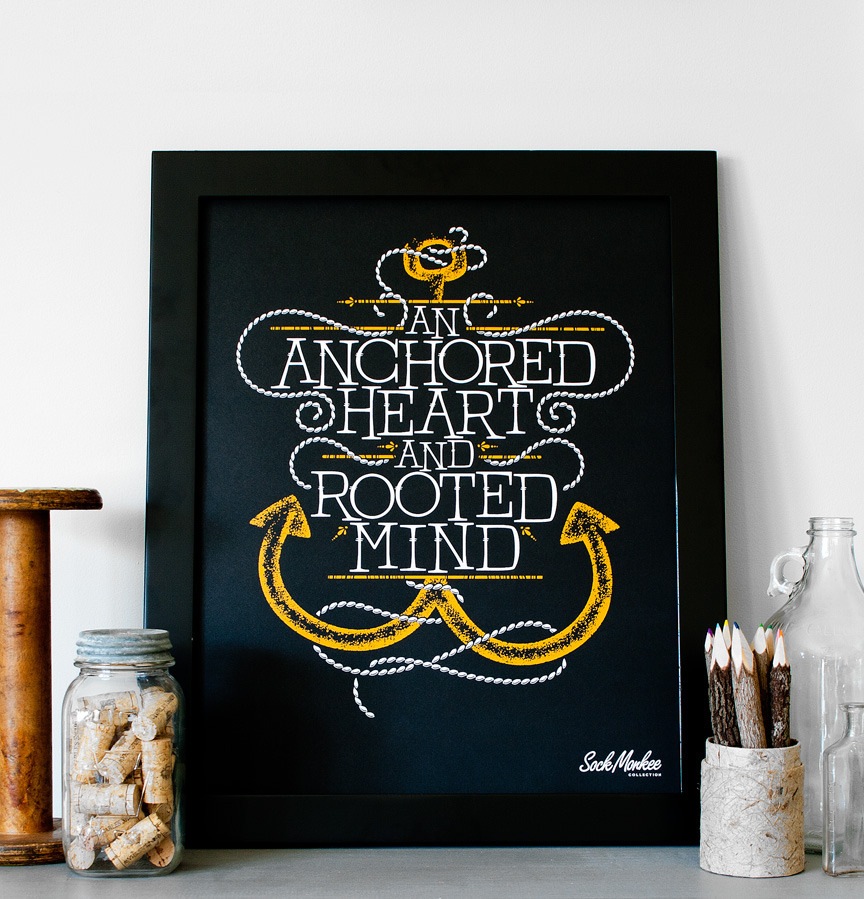 AN
ANCHORED
HEART
AND
ROOTED
MIND
Sock Monkee
COLLECTION